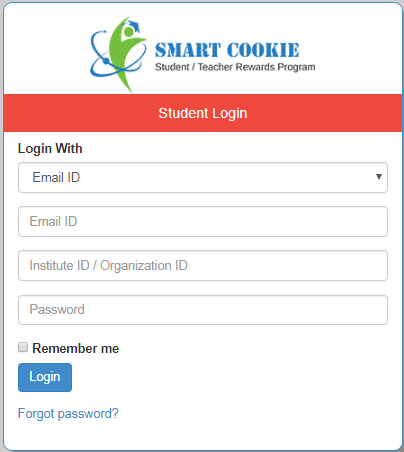 SMART COOKIE
Student / Teacher Rewards Program
Student Login
Login With
Email ID
Email ID
Institute ID / Organization ID
Password
Remember me
Login
Forgot password?